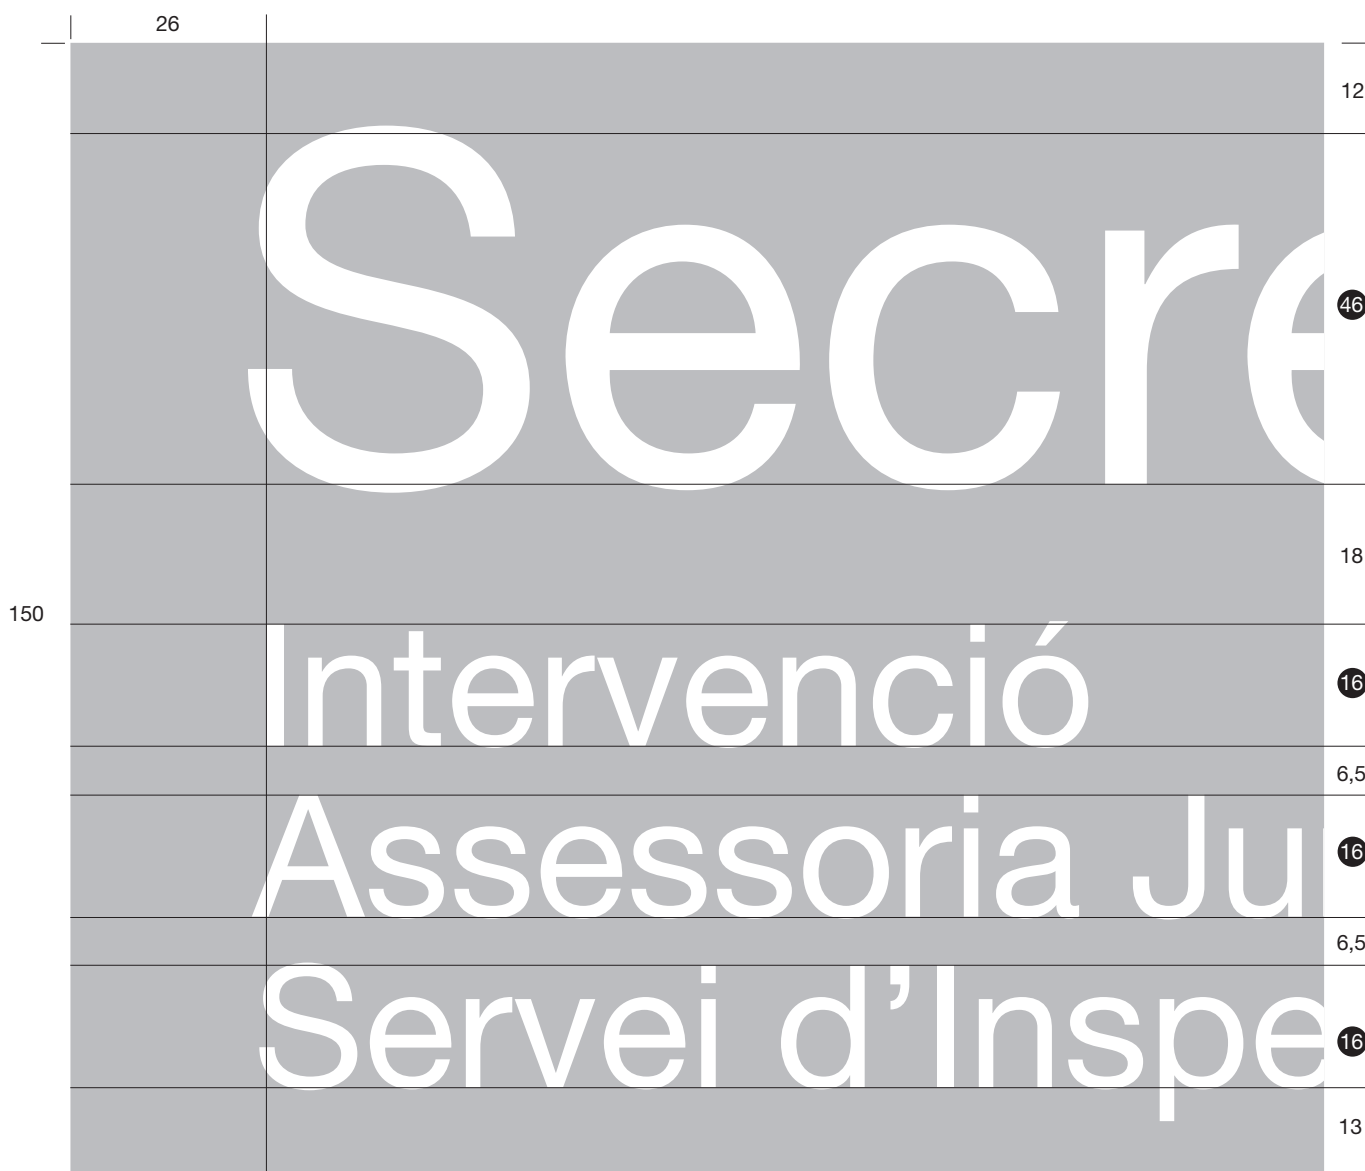 26
12
Secre
46
18
150
Intervenció
16
6,5
Assessoria Ju
16
6,5
Servei d’Inspe
16
13